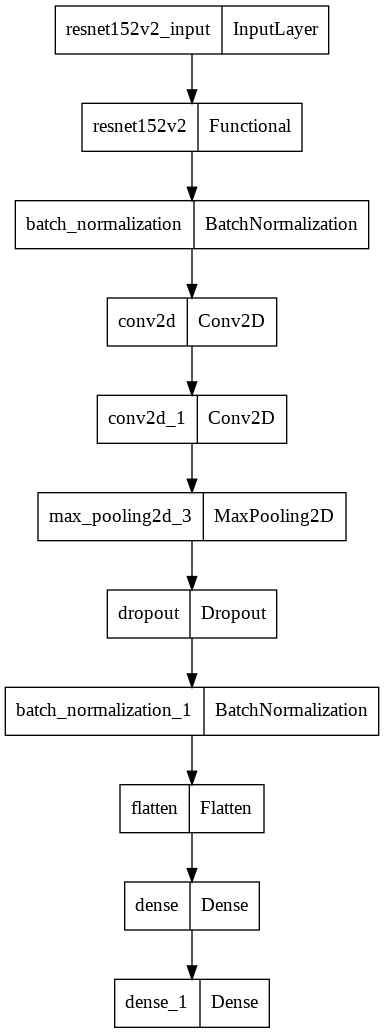 resnet152v2_input InputLayer
resnet152v2 Functional
batch_normalization BatchNormalization
conv2d Conv2D
conv2d_1 Conv2D
max_pooling2d_3 MaxPooling2D
dropout Dropout
batch_normalization_1 BatchNormalization
flatten Flatten
dense Dense
dense_1 Dense